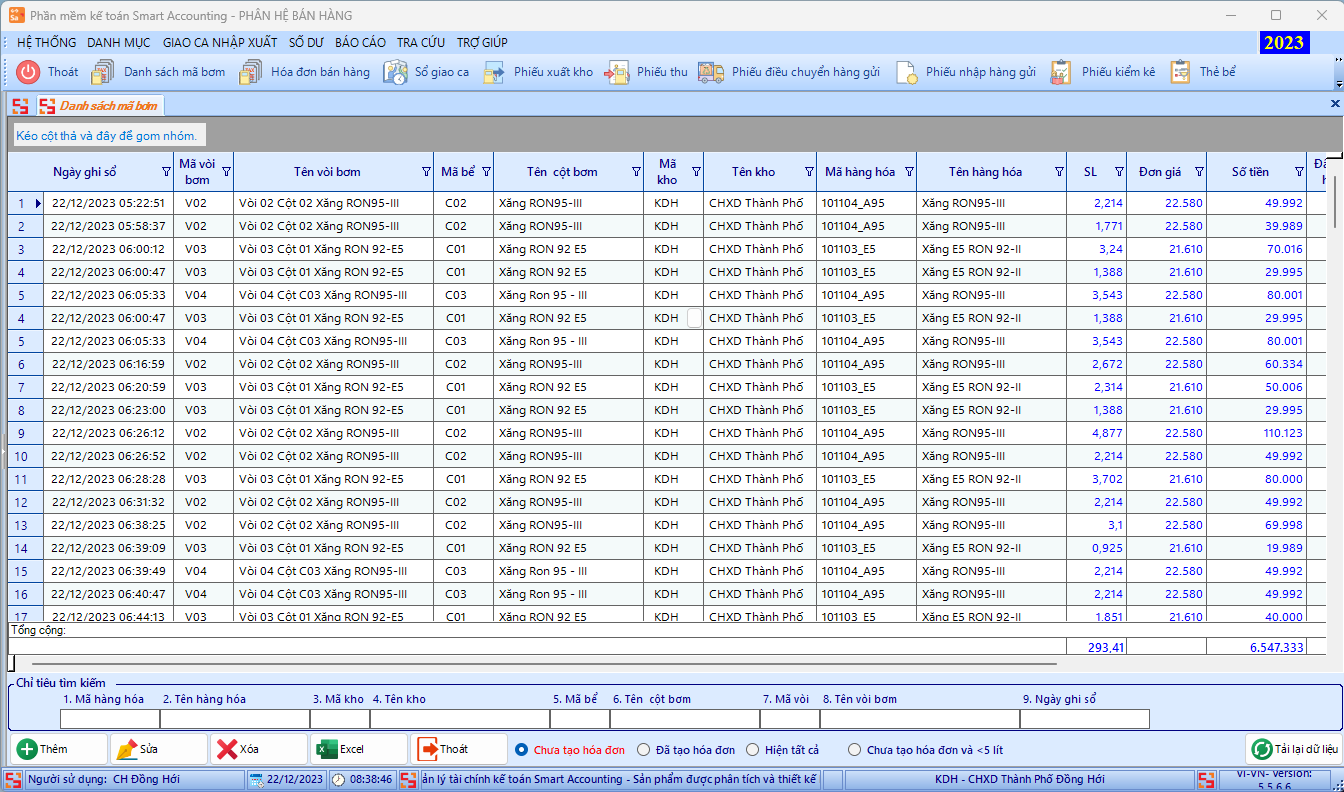 Phần mềm kế toán Smart Accounting - PHÂN HỆ BÁN HÀNG
HỆ THỐNG DANH MỤC GIAO CA NHẬP XUẤT SỐ DƯ BÁO CÁO TRA CỨU TRỢ GIÚP 2023
Thoát Danh sách mã bơm Hóa đơn bán hàng Sổ giao ca Phiếu xuất kho Phiếu thu Phiếu điều chuyển hàng gửi Phiếu nhập hàng gửi Phiếu kiểm kê Thẻ bể
Danh sách mã bơm
Kéo cột thả và đây để gom nhóm.
Ngày ghi sổ Mã vòi bơm Tên vòi bơm Mã bể Tên cột bơm Mã kho Tên kho Mã hàng hóa Tên hàng hóa SL Đơn giá Số tiền
1 22/12/2023 05:22:51 V02 Vòi 02 Cột 02 Xăng RON95-III C02 Xăng RON95-III KDH CHXD Thành Phố 101104_A95 Xăng RON95-III 2,214 22.580 49.992
2 22/12/2023 05:58:37 V02 Vòi 02 Cột 02 Xăng RON95-III C02 Xăng RON95-III KDH CHXD Thành Phố 101104_A95 Xăng RON95-III 1,771 22.580 39.989
3 22/12/2023 06:00:12 V03 Vòi 03 Cột 01 Xăng RON 92-E5 C01 Xăng RON 92 E5 KDH CHXD Thành Phố 101103_E5 Xăng E5 RON 92-II 3,24 21.610 70.016
4 22/12/2023 06:00:47 V03 Vòi 03 Cột 01 Xăng RON 92-E5 C01 Xăng RON 92 E5 KDH CHXD Thành Phố 101103_E5 Xăng E5 RON 92-II 1,388 21.610 29.995
5 22/12/2023 06:05:33 V04 Vòi 04 Cột C03 Xăng RON95-III C03 Xăng Ron 95 - III KDH CHXD Thành Phố 101104_A95 Xăng RON95-III 3,543 22.580 80.001
4 22/12/2023 06:00:47 V03 Vòi 03 Cột 01 Xăng RON 92-E5 C01 Xăng RON 92 E5 KDH CHXD Thành Phố 101103_E5 Xăng E5 RON 92-II 1,388 21.610 29.995
5 22/12/2023 06:05:33 V04 Vòi 04 Cột C03 Xăng RON95-III C03 Xăng Ron 95 - III KDH CHXD Thành Phố 101104_A95 Xăng RON95-III 3,543 22.580 80.001
6 22/12/2023 06:16:59 V02 Vòi 02 Cột 02 Xăng RON95-III C02 Xăng RON95-III KDH CHXD Thành Phố 101104_A95 Xăng RON95-III 2,672 22.580 60.334
7 22/12/2023 06:20:59 V03 Vòi 03 Cột 01 Xăng RON 92-E5 C01 Xăng RON 92 E5 KDH CHXD Thành Phố 101103_E5 Xăng E5 RON 92-II 2,314 21.610 50.006
8 22/12/2023 06:23:00 V03 Vòi 03 Cột 01 Xăng RON 92-E5 C01 Xăng RON 92 E5 KDH CHXD Thành Phố 101103_E5 Xăng E5 RON 92-II 1,388 21.610 29.995
9 22/12/2023 06:26:12 V02 Vòi 02 Cột 02 Xăng RON95-III C02 Xăng RON95-III KDH CHXD Thành Phố 101104_A95 Xăng RON95-III 4,877 22.580 110.123
10 22/12/2023 06:26:52 V02 Vòi 02 Cột 02 Xăng RON95-III C02 Xăng RON95-III KDH CHXD Thành Phố 101104_A95 Xăng RON95-III 2,214 22.580 49.992
11 22/12/2023 06:28:28 V03 Vòi 03 Cột 01 Xăng RON 92-E5 C01 Xăng RON 92 E5 KDH CHXD Thành Phố 101103_E5 Xăng E5 RON 92-II 3,702 21.610 80.000
12 22/12/2023 06:31:32 V02 Vòi 02 Cột 02 Xăng RON95-III C02 Xăng RON95-III KDH CHXD Thành Phố 101104_A95 Xăng RON95-III 2,214 22.580 49.992
13 22/12/2023 06:38:25 V02 Vòi 02 Cột 02 Xăng RON95-III C02 Xăng RON95-III KDH CHXD Thành Phố 101104_A95 Xăng RON95-III 3,1 22.580 69.998
14 22/12/2023 06:39:09 V03 Vòi 03 Cột 01 Xăng RON 92-E5 C01 Xăng RON 92 E5 KDH CHXD Thành Phố 101103_E5 Xăng E5 RON 92-II 0,925 21.610 19.989
15 22/12/2023 06:39:49 V04 Vòi 04 Cột C03 Xăng RON95-III C03 Xăng Ron 95 - III KDH CHXD Thành Phố 101104_A95 Xăng RON95-III 2,214 22.580 49.992
16 22/12/2023 06:40:47 V04 Vòi 04 Cột C03 Xăng RON95-III C03 Xăng Ron 95 - III KDH CHXD Thành Phố 101104_A95 Xăng RON95-III 2,214 22.580 49.992
17 22/12/2023 06:44:13 V03 Vòi 03 Cột 01 Xăng RON 92-E5 C01 Xăng RON 92 E5 KDH CHXD Thành Phố 101103_E5 Xăng E5 RON 92-II 1.851 21.610 40.000
Tổng cộng:
293,41 6.547.333
Chỉ tiêu tìm kiếm
1. Mã hàng hóa 2. Tên hàng hóa 3. Mã kho 4. Tên kho 5. Mã bể 6. Tên cột bơm 7. Mã vòi 8. Tên vòi bơm 9. Ngày ghi sổ
Thêm Sửa Xóa Excel Thoát Chưa tạo hóa đơn Đã tạo hóa đơn Hiện tất cả Chưa tạo hóa đơn và <5 lít Tải lại dữ liệu
Người sử dụng: CH Đồng Hới 22/12/2023 08:38:46 ản lý tài chính kế toán Smart Accounting - Sản phẩm được phân tích và thiết kế KDH - CHXD Thành Phố Đồng Hới VI-VN- Version: 5.5.6.6